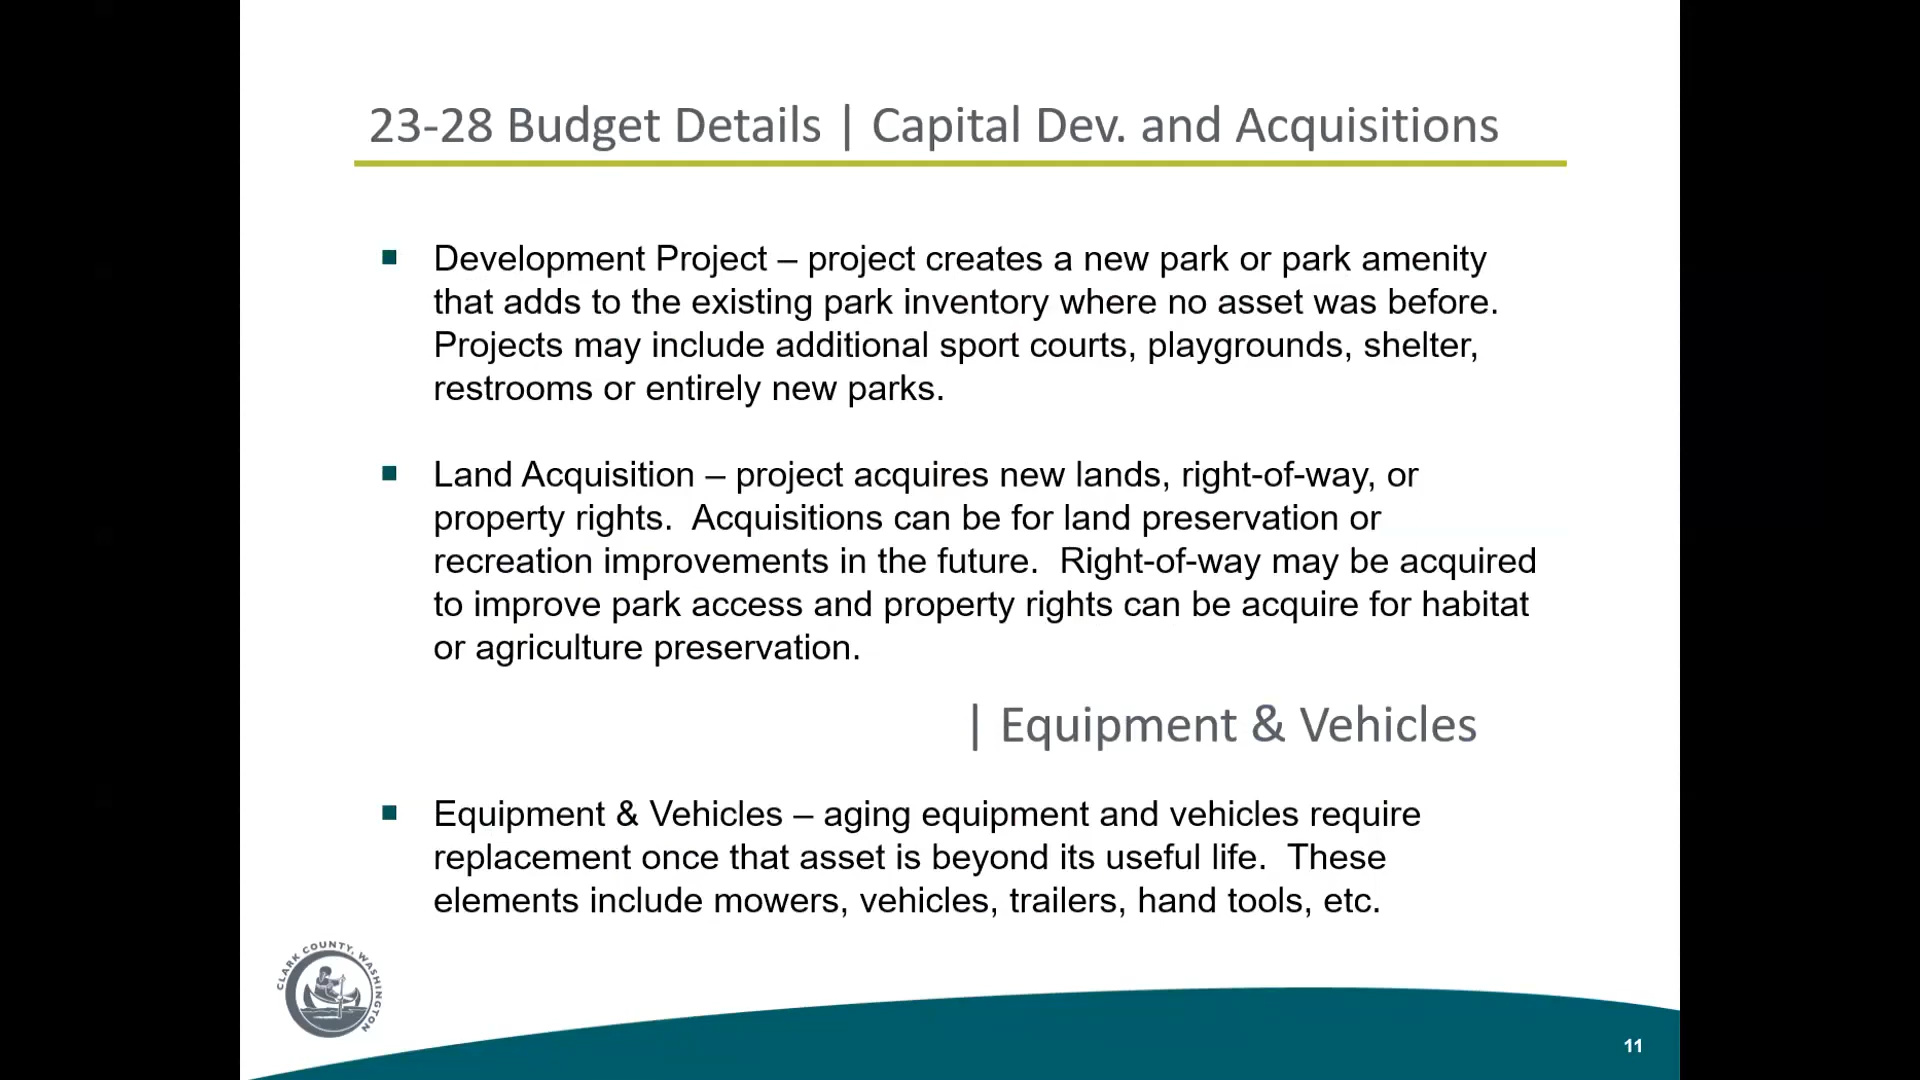 23-28 Budget Details | Capital Dev. and Acquisitions
Development Project – project creates a new park or park amenity
that adds to the existing park inventory where no asset was before.
Projects may include additional sport courts, playgrounds, shelter,
restrooms or entirely new parks.
Land Acquisition – project acquires new lands, right-of-way, or
property rights.  Acquisitions can be for land preservation or
recreation improvements in the future.  Right-of-way may be acquired
to improve park access and property rights can be acquire for habitat
or agriculture preservation.
| Equipment & Vehicles
Equipment & Vehicles – aging equipment and vehicles require
replacement once that asset is beyond its useful life.  These
elements include mowers, vehicles, trailers, hand tools, etc.
CLARK COUNTY, WASHINGTON
11